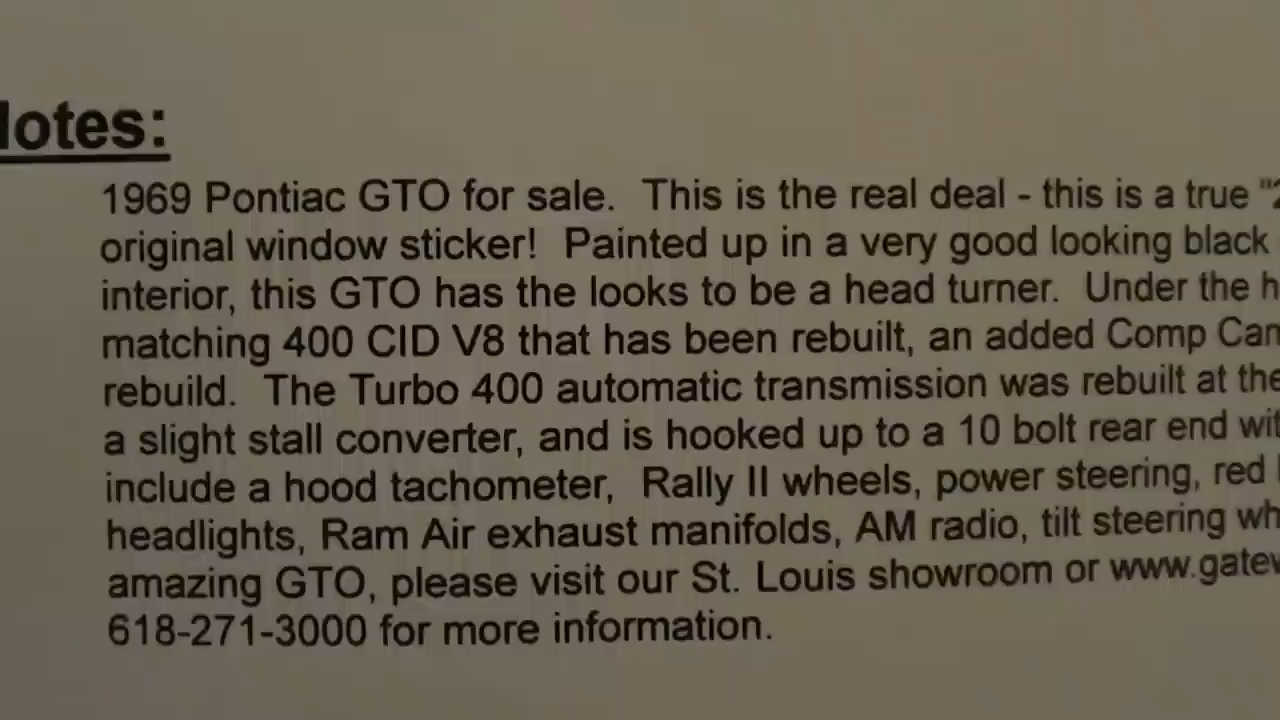 lotes:
1969 Pontiac GTO for sale. This is the real deal - this is a true "2
original window sticker! Painted up in a very good looking black
interior, this GTO has the looks to be a head turner. Under the h
matching 400 CID V8 that has been rebuilt, an added Comp Cam
rebuild. The Turbo 400 automatic transmission was rebuilt at the
a slight stall converter, and is hooked up to a 10 bolt rear end wit
include a hood tachometer, Rally II wheels, power steering, red
headlights, Ram Air exhaust manifolds, AM radio, tilt steering wh
amazing GTO, please visit our St. Louis showroom or www.gatew
618-271-3000 for more information.